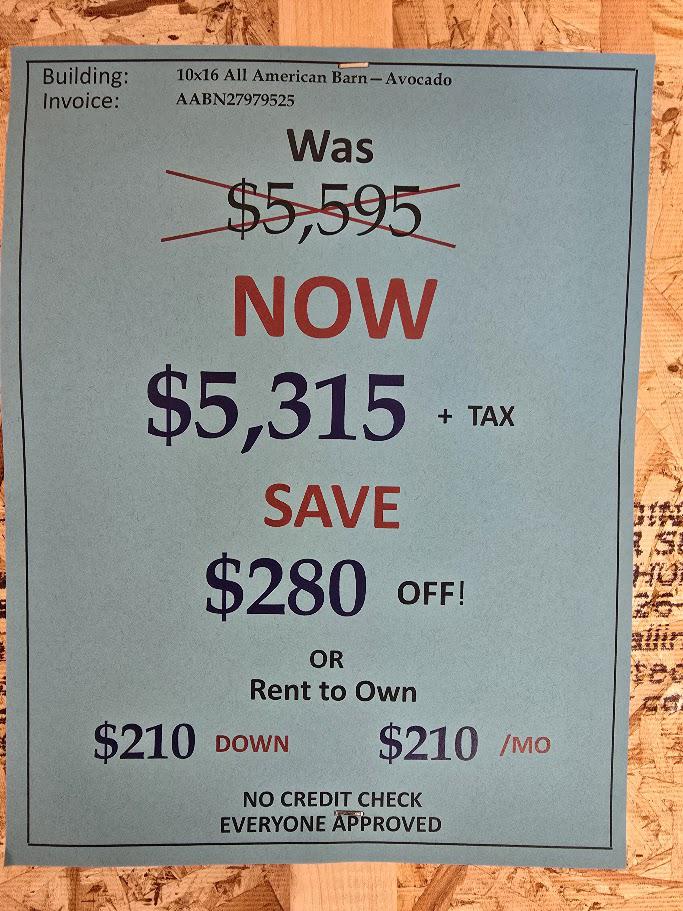 Building: 10x16 All American Barn — Avocado
Invoice: AABN27979525
Was
$5,595
NOW
$5,315 + TAX
SAVE
$280 OFF!
OR
Rent to Own
$210 DOWN $210 /MO
NO CREDIT CHECK
EVERYONE APPROVED